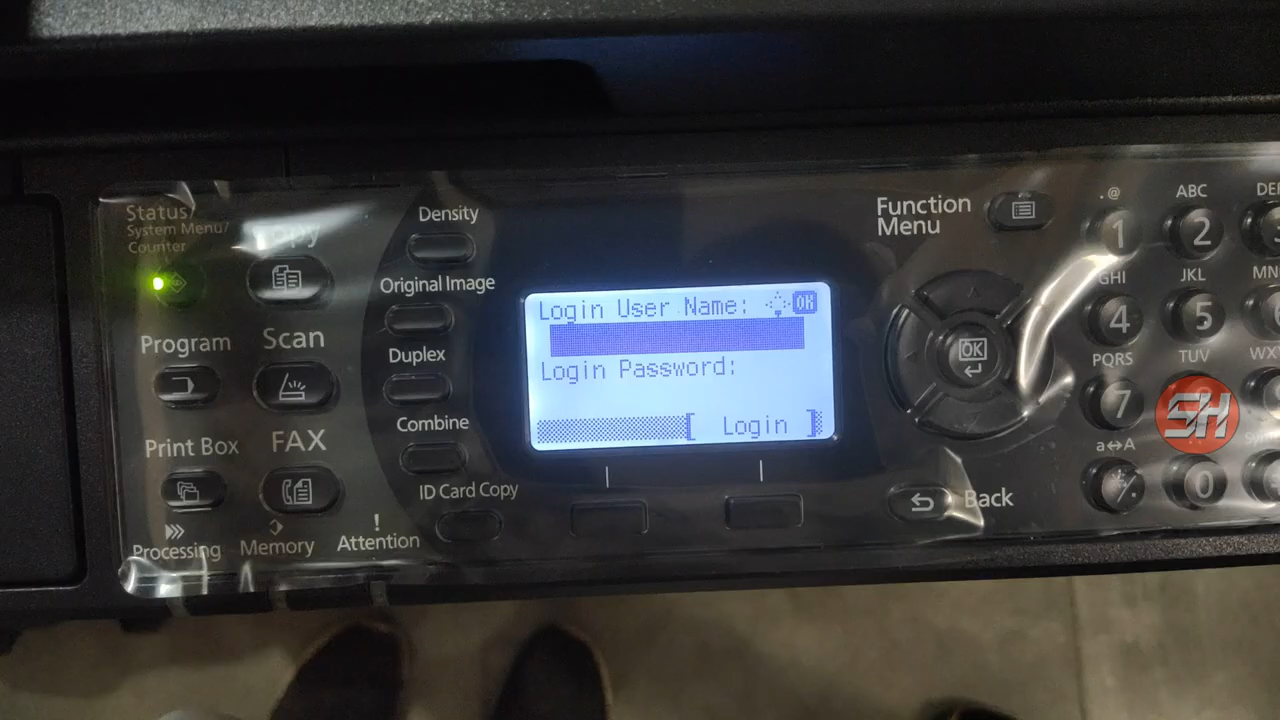 Status/
System Menu/
Counter
Copy
Program
Scan
Print Box
FAX
Processing
Memory
!
Attention
Density
Original Image
Duplex
Combine
ID Card Copy
Login User Name: OK
Login Password:
[ Login ]
Function
Menu
OK
Back
.@
1
ABC
2
GHI
4
JKL
5
PQRS
7
TUV
a↔A
*/.
0
SH